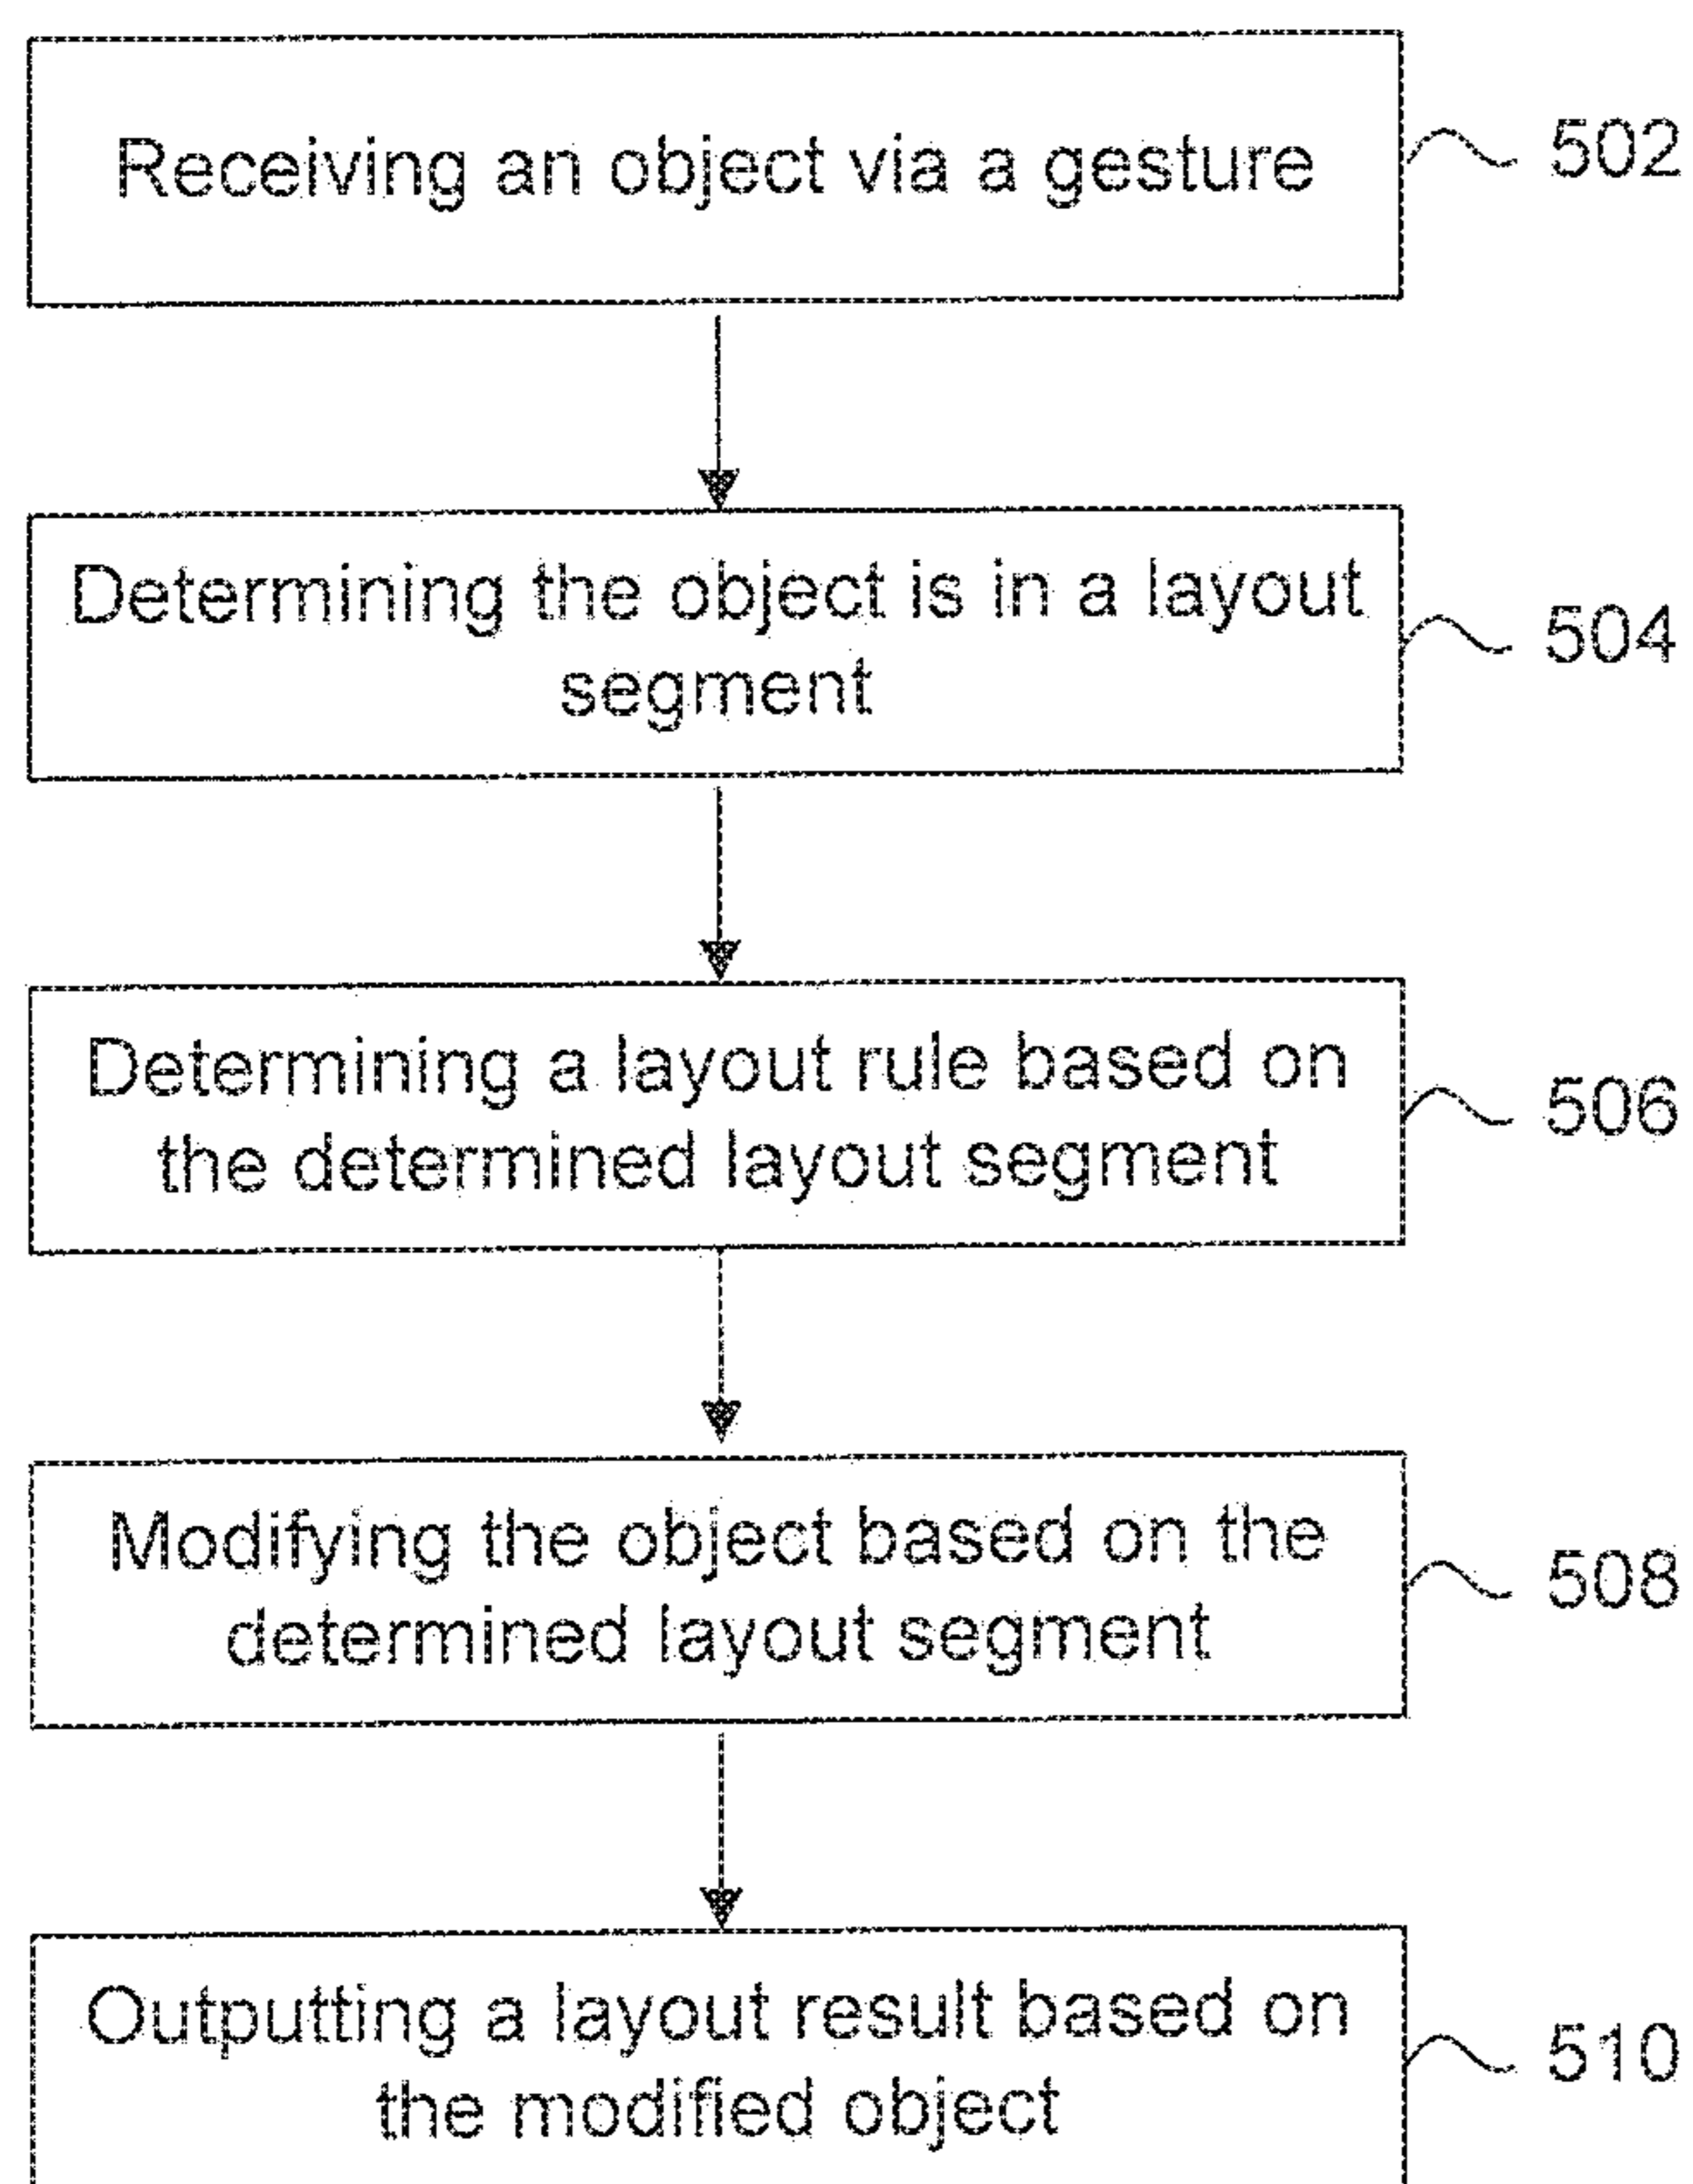 Receiving an object via a gesture
502
Determining the object is in a layout
segment
504
Determining a layout rule based on
the determined layout segment
506
Modifying the object based on the
determined layout segment
508
Outputting a layout result based on
the modified object
510